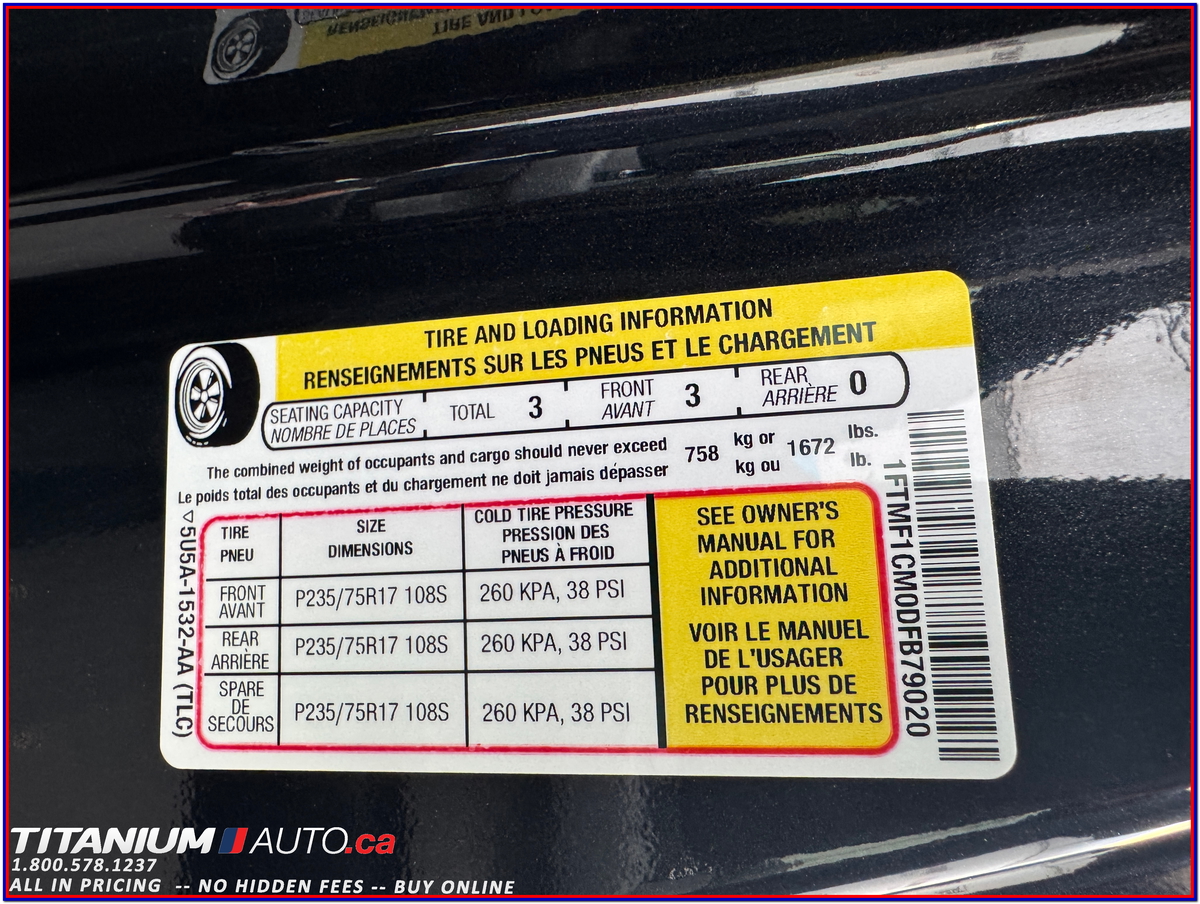 TIRE AND LOADING INFORMATION
RENSEIGNEMENTS SUR LES PNEUS ET LE CHARGEMENT
SEATING CAPACITY
NOMBRE DE PLACES
TOTAL 3
FRONT
AVANT 3
REAR
ARRIÈRE 0
The combined weight of occupants and cargo should never exceed 758 kg or 1672 lbs.
Le poids total des occupants et du chargement ne doit jamais dépasser kg ou lb.
TIRE
PNEU
SIZE
DIMENSIONS
COLD TIRE PRESSURE
PRESSION DES
PNEUS À FROID
FRONT
AVANT
P235/75R17 108S
260 KPA, 38 PSI
REAR
ARRIÈRE
P235/75R17 108S
260 KPA, 38 PSI
SPARE
DE
SECOURS
P235/75R17 108S
260 KPA, 38 PSI
SEE OWNER'S
MANUAL FOR
ADDITIONAL
INFORMATION
VOIR LE MANUEL
DE L'USAGER
POUR PLUS DE
RENSEIGNEMENTS
▽5U5A-1532-AA (TLC)
1FTMF1CM0DFB79020
TITANIUM AUTO.ca
1.800.578.1237
ALL IN PRICING -- NO HIDDEN FEES -- BUY ONLINE